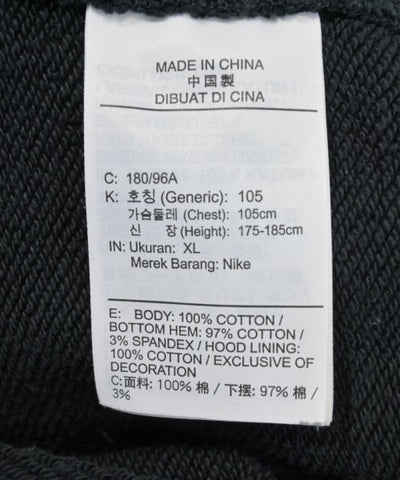 MADE IN CHINA
中国製
DIBUAT DI CINA
C: 180/96A
K: 호칭 (Generic): 105
가슴둘레 (Chest): 105cm
신 장 (Height): 175-185cm
IN: Ukuran: XL
Merek Barang: Nike
E: BODY: 100% COTTON /
BOTTOM HEM: 97% COTTON /
3% SPANDEX / HOOD LINING:
100% COTTON / EXCLUSIVE OF
DECORATION
C:面料: 100% 棉 / 下摆: 97% 棉 /
3%